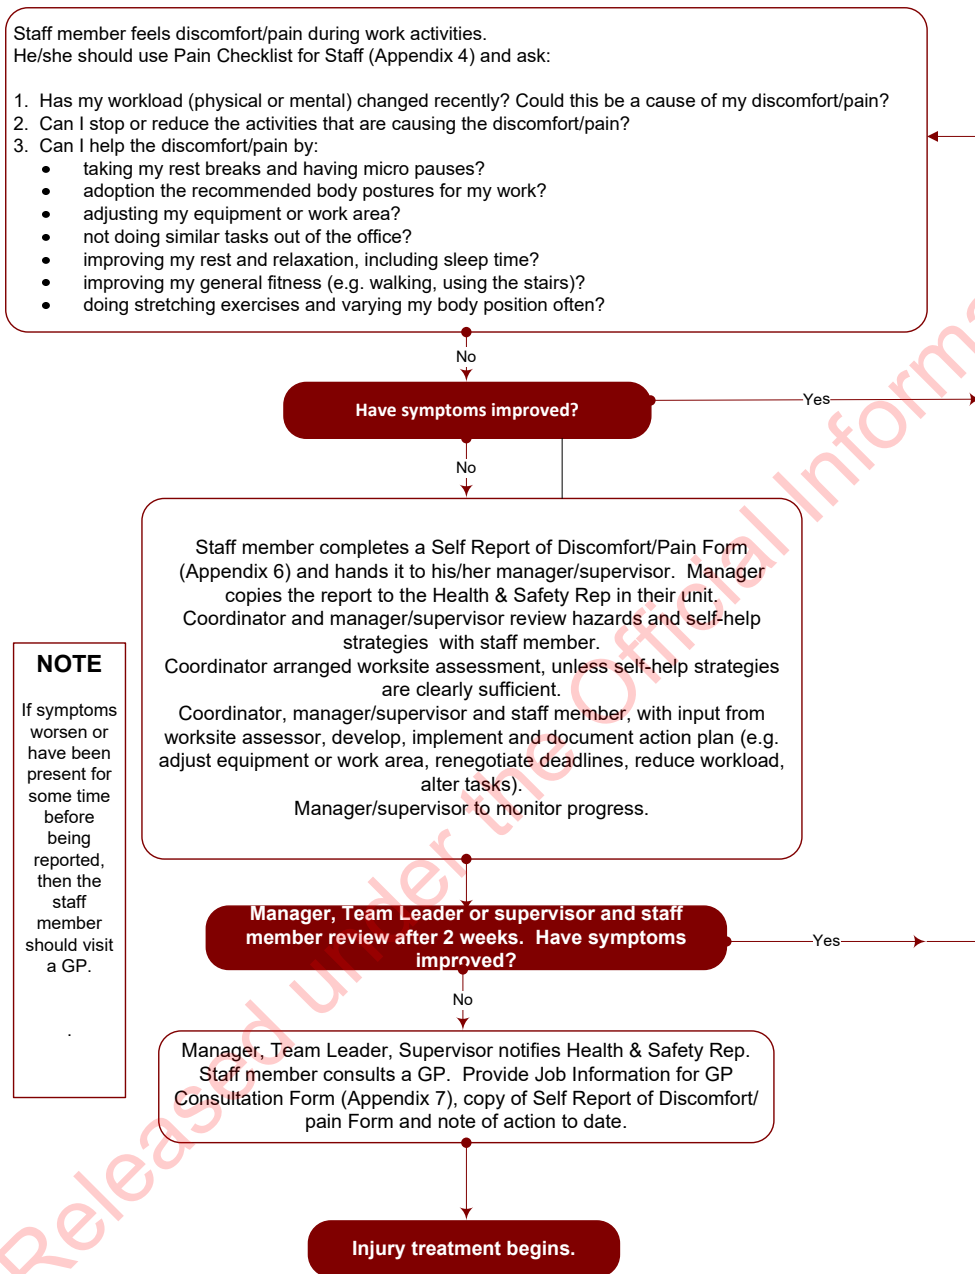 Staff member feels discomfort/pain during work activities.
He/she should use Pain Checklist for Staff (Appendix 4) and ask:
1. Has my workload (physical or mental) changed recently? Could this be a cause of my discomfort/pain?
2. Can I stop or reduce the activities that are causing the discomfort/pain?
3. Can I help the discomfort/pain by:
• taking my rest breaks and having micro pauses?
• adoption the recommended body postures for my work?
• adjusting my equipment or work area?
• not doing similar tasks out of the office?
• improving my rest and relaxation, including sleep time?
• improving my general fitness (e.g. walking, using the stairs)?
• doing stretching exercises and varying my body position often?
No
Have symptoms improved?
Yes
No
Staff member completes a Self Report of Discomfort/Pain Form
(Appendix 6) and hands it to his/her manager/supervisor. Manager
copies the report to the Health & Safety Rep in their unit.
Coordinator and manager/supervisor review hazards and self-help
strategies with staff member.
Coordinator arranged worksite assessment, unless self-help strategies
are clearly sufficient.
Coordinator, manager/supervisor and staff member, with input from
worksite assessor, develop, implement and document action plan (e.g.
adjust equipment or work area, renegotiate deadlines, reduce workload,
alter tasks).
Manager/supervisor to monitor progress.
NOTE
If symptoms
worsen or
have been
present for
some time
before
being
reported,
then the
staff
member
should visit
a GP.
.
Manager, Team Leader or supervisor and staff
member review after 2 weeks. Have symptoms
improved?
Yes
No
Manager, Team Leader, Supervisor notifies Health & Safety Rep.
Staff member consults a GP. Provide Job Information for GP
Consultation Form (Appendix 7), copy of Self Report of Discomfort/
pain Form and note of action to date.
Injury treatment begins.
Released under the Official Informa